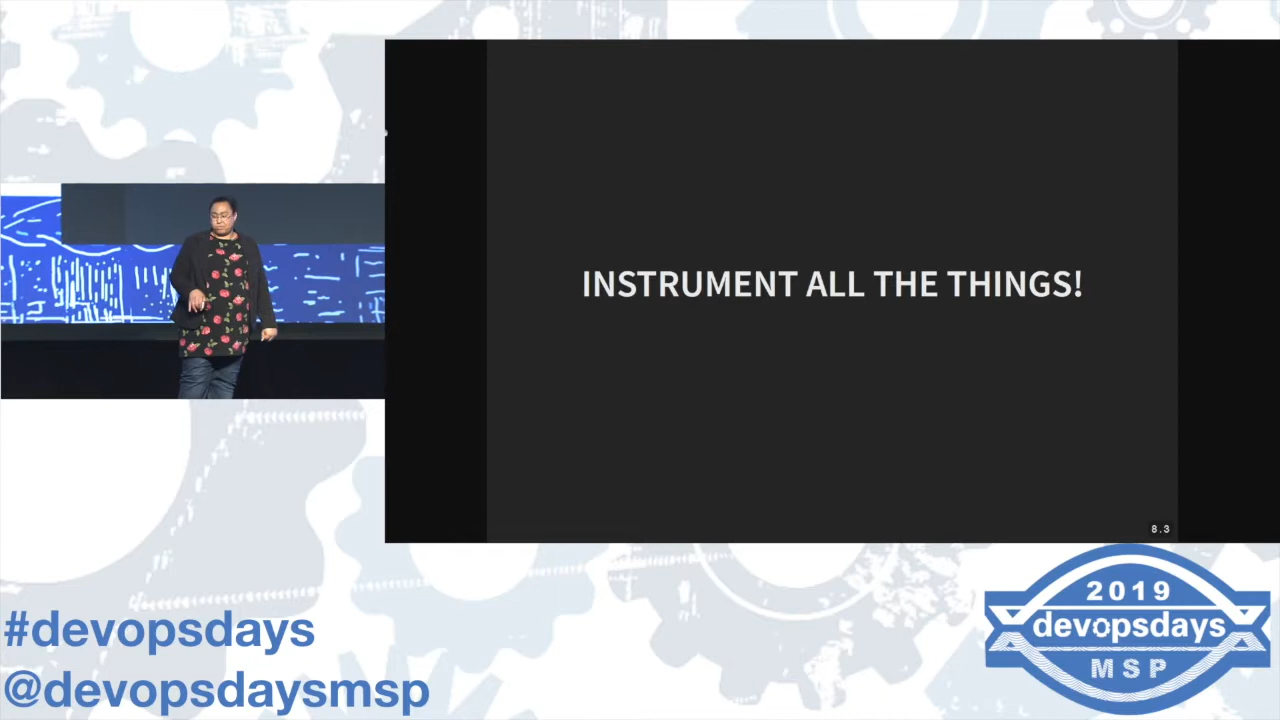 INSTRUMENT ALL THE THINGS!
8.3
#devopsdays
@devopsdaysmsp
2019
devopsdays
MSP